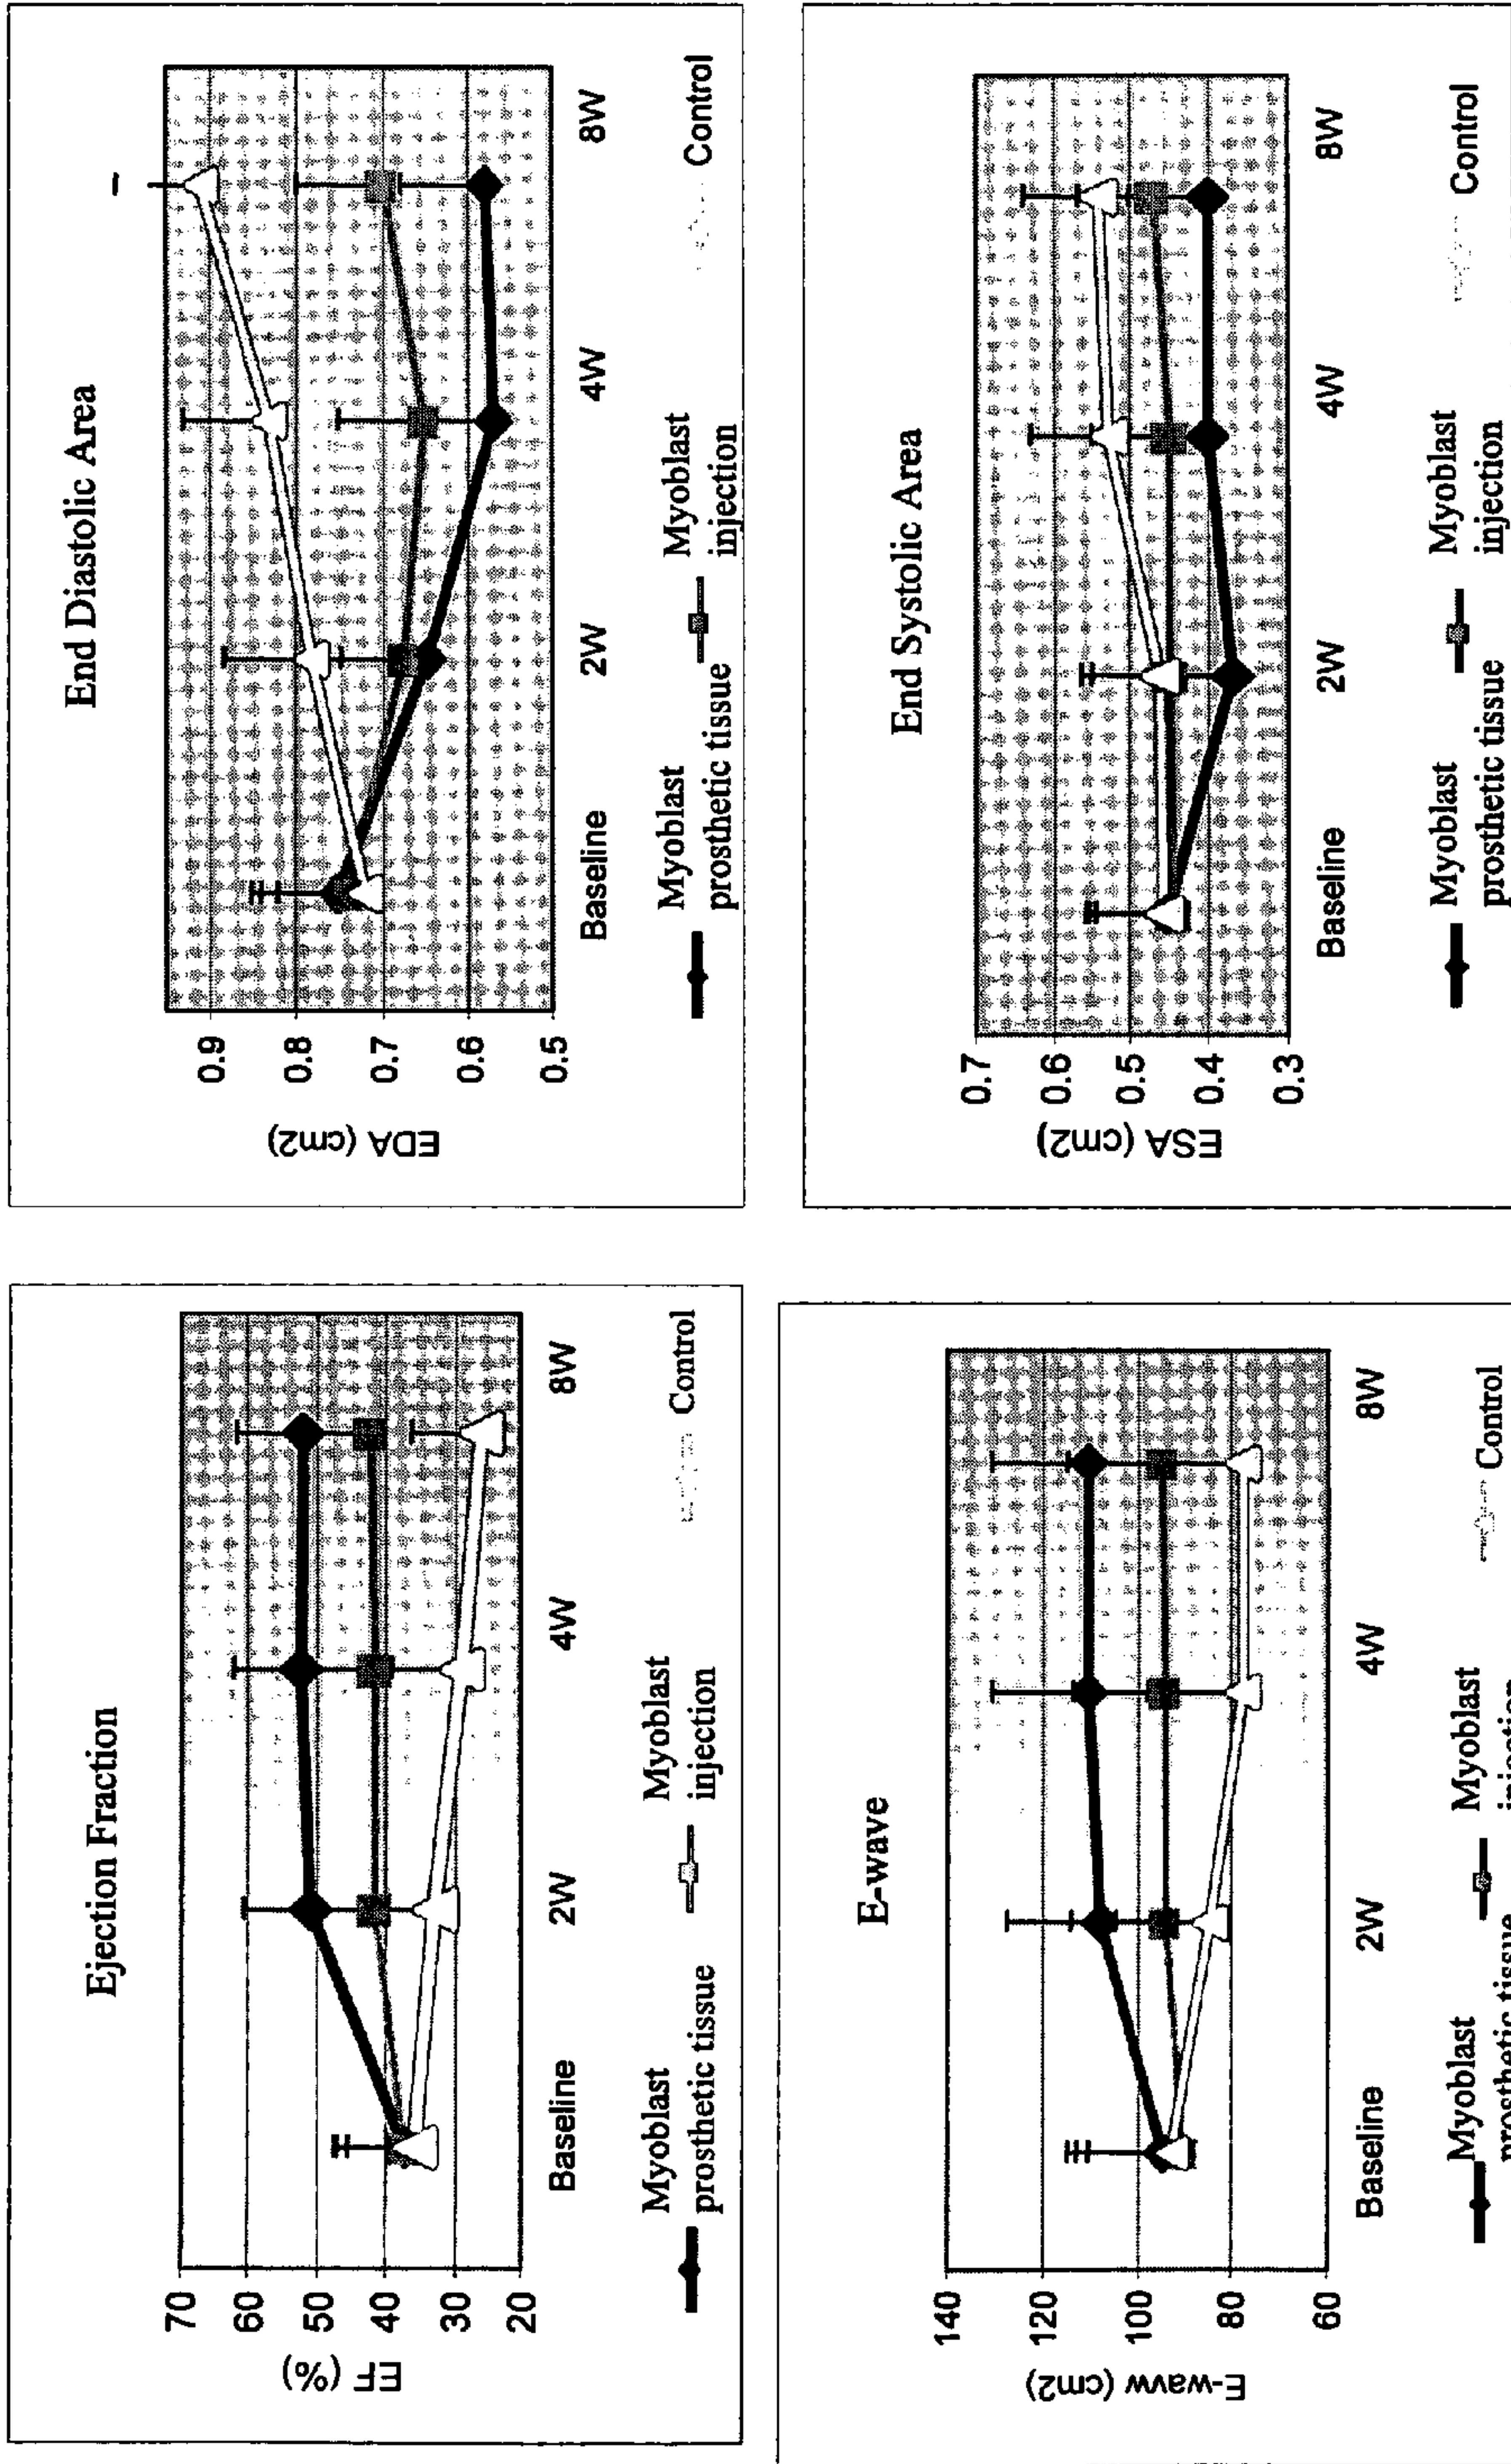 Ejection Fraction
EF (%)
70
60
50
40
30
20
Baseline
2W
4W
8W
Myoblast
prosthetic tissue
Myoblast
injection
Control
End Diastolic Area
EDA (cm2)
0.9
0.8
0.7
0.6
0.5
Baseline
2W
4W
8W
Myoblast
prosthetic tissue
Myoblast
injection
Control
E-wave
E-wavw (cm2)
140
120
100
80
60
Baseline
2W
4W
8W
Myoblast
prosthetic tissue
Myoblast
injection
Control
End Systolic Area
ESA (cm2)
0.7
0.6
0.5
0.4
0.3
Baseline
2W
4W
8W
Myoblast
prosthetic tissue
Myoblast
injection
Control